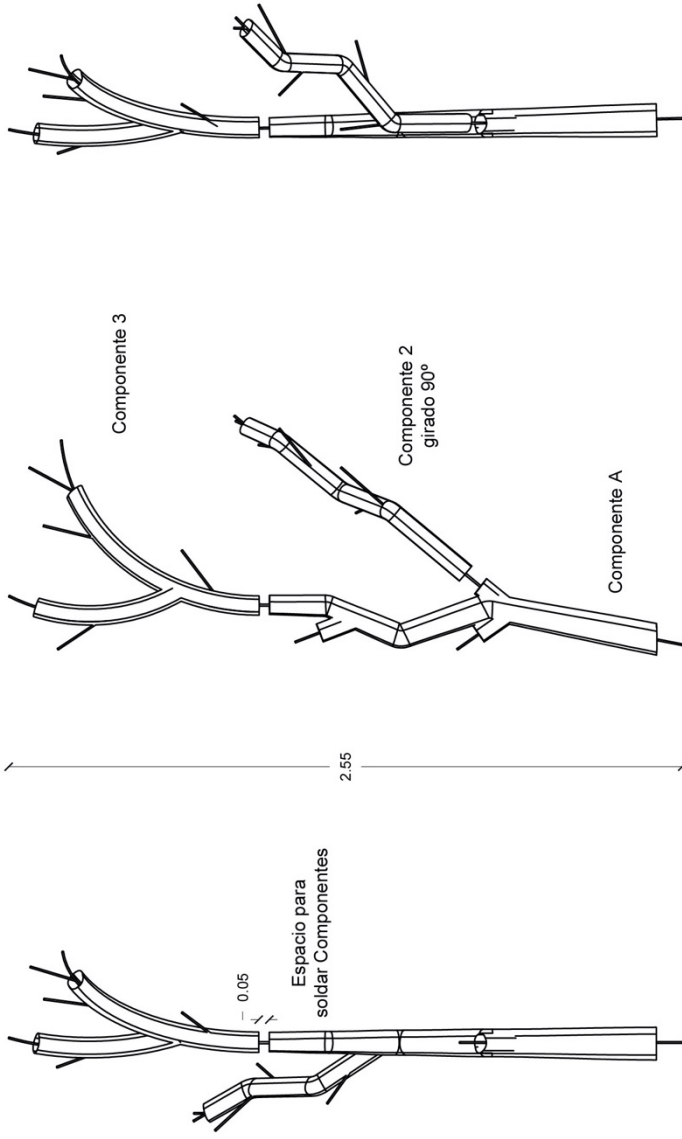 Componente 3
Componente 2
girado 90º
Componente A
2.55
0.05
Espacio para
soldar Componentes